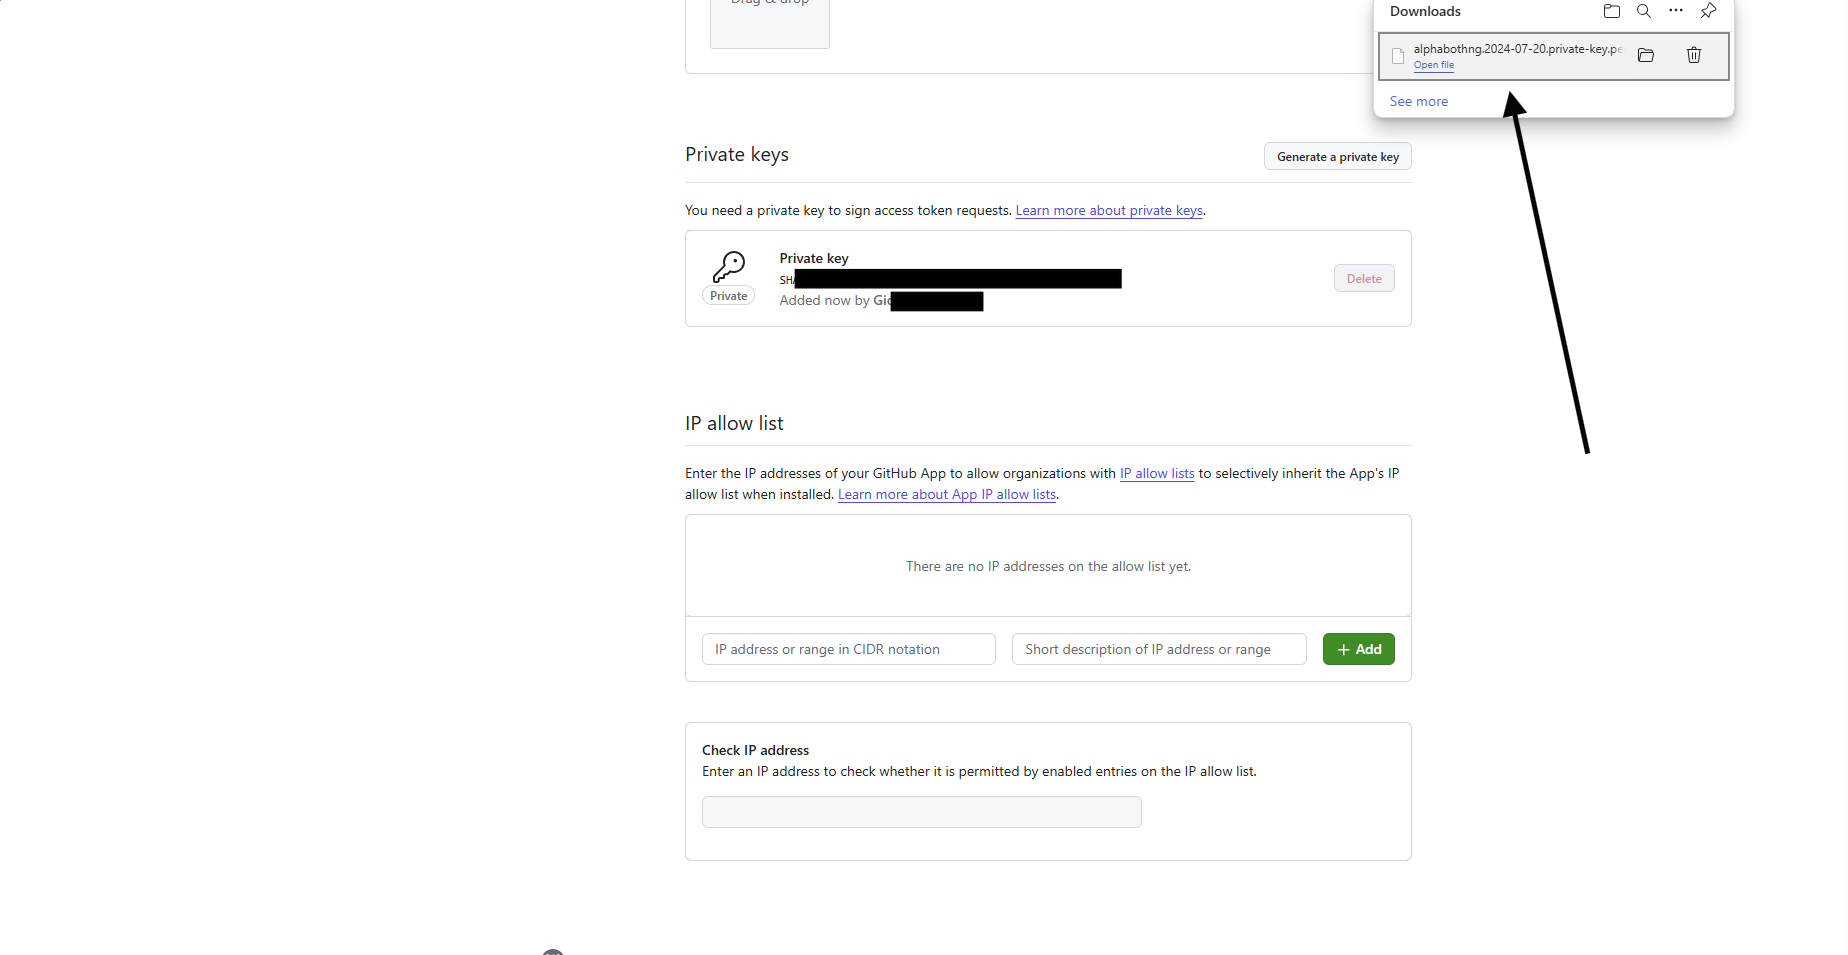 Drag & drop
Downloads
alphabothng.2024-07-20.private-key.pe
Open file
See more
Private keys
Generate a private key
You need a private key to sign access token requests. Learn more about private keys.
Private key
SHA
Private
Added now by Gio
Delete
IP allow list
Enter the IP addresses of your GitHub App to allow organizations with IP allow lists to selectively inherit the App's IP
allow list when installed. Learn more about App IP allow lists.
There are no IP addresses on the allow list yet.
IP address or range in CIDR notation
Short description of IP address or range
+ Add
Check IP address
Enter an IP address to check whether it is permitted by enabled entries on the IP allow list.